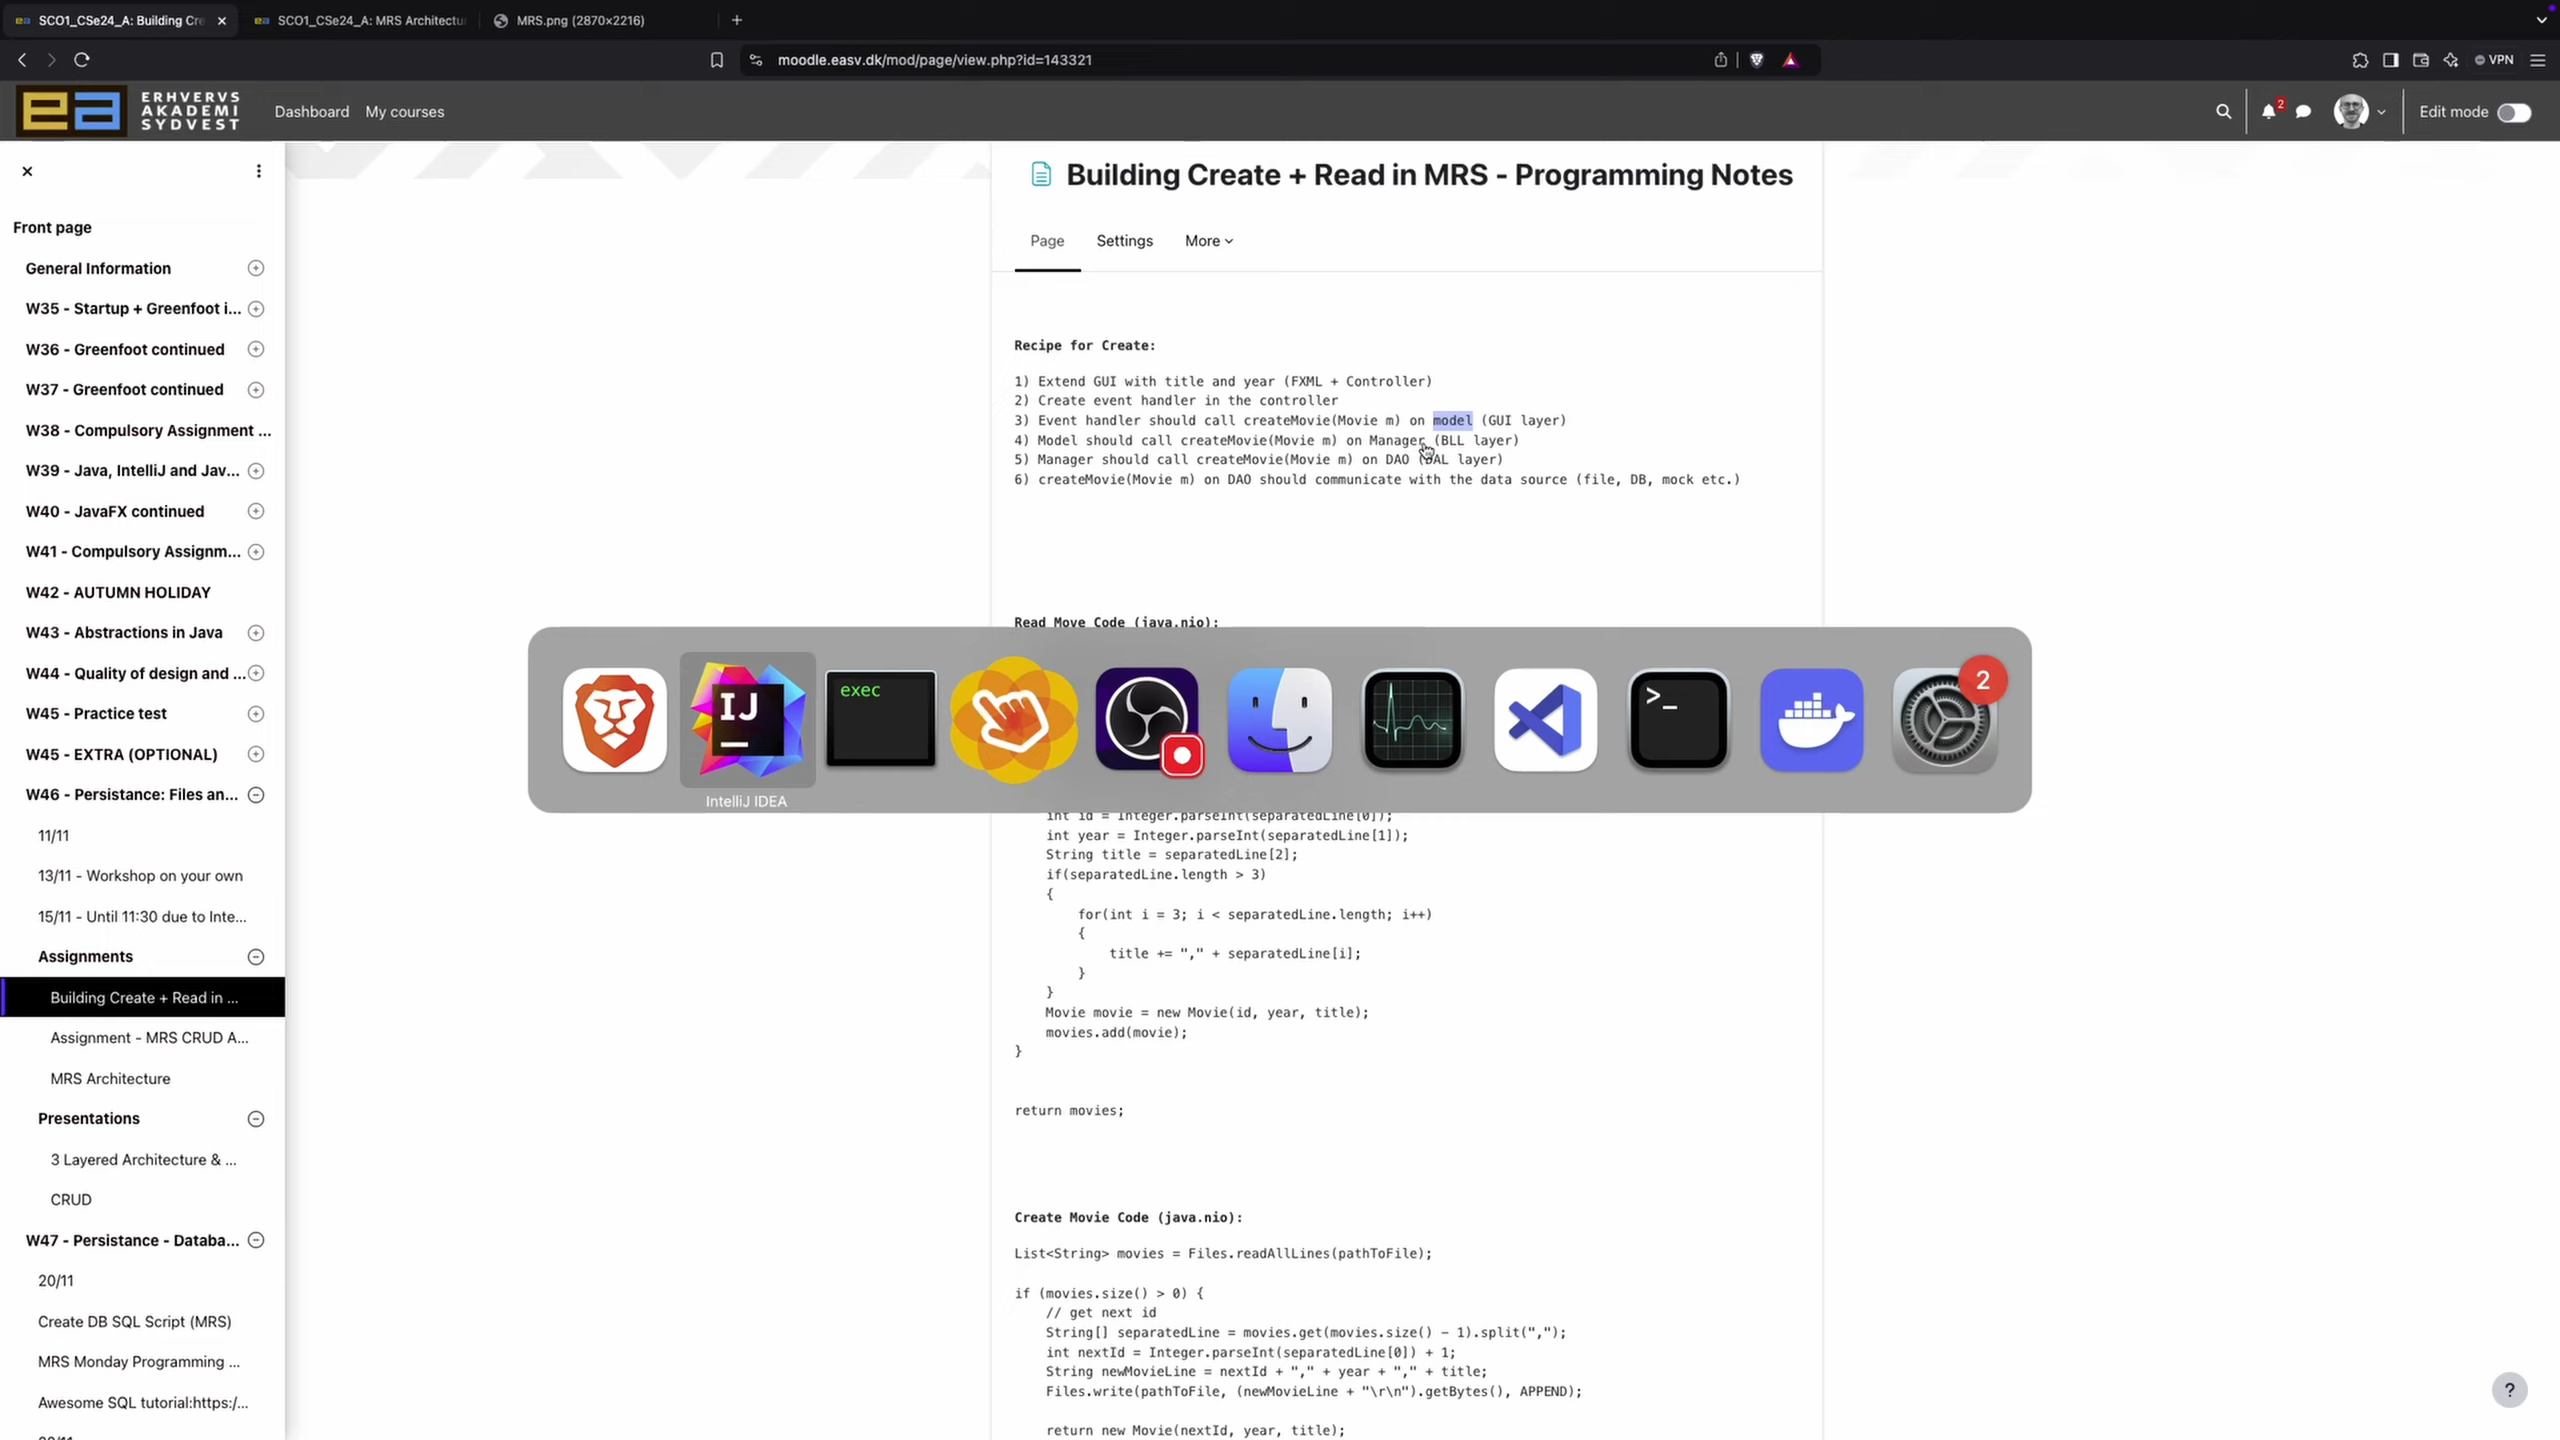 SCO1_CSe24_A: Building Cre
SCO1_CSe24_A: MRS Architectur
MRS.png (2870×2216)
moodle.easv.dk/mod/page/view.php?id=143321
VPN
ea
ERHVERVS
AKADEMI
SYDVEST
Dashboard
My courses
2
Edit mode
Front page
General Information
W35 - Startup + Greenfoot i...
W36 - Greenfoot continued
W37 - Greenfoot continued
W38 - Compulsory Assignment ...
W39 - Java, IntelliJ and Jav...
W40 - JavaFX continued
W41 - Compulsory Assignm...
W42 - AUTUMN HOLIDAY
W43 - Abstractions in Java
W44 - Quality of design and ...
W45 - Practice test
W45 - EXTRA (OPTIONAL)
W46 - Persistance: Files an...
11/11
13/11 - Workshop on your own
15/11 - Until 11:30 due to Inte...
Assignments
Building Create + Read in ...
Assignment - MRS CRUD A...
MRS Architecture
Presentations
3 Layered Architecture & ...
CRUD
W47 - Persistance - Databa...
20/11
Create DB SQL Script (MRS)
MRS Monday Programming ...
Awesome SQL tutorial:https:/...
Building Create + Read in MRS - Programming Notes
Page
Settings
More
Recipe for Create:
1) Extend GUI with title and year (FXML + Controller)
2) Create event handler in the controller
3) Event handler should call createMovie(Movie m) on model (GUI layer)
4) Model should call createMovie(Movie m) on Manager (BLL layer)
5) Manager should call createMovie(Movie m) on DAO (DAL layer)
6) createMovie(Movie m) on DAO should communicate with the data source (file, DB, mock etc.)
Read Move Code (java.nio):
IJ
exec
>_
2
IntelliJ IDEA
int id = Integer.parseInt(separatedLine[0]);
int year = Integer.parseInt(separatedLine[1]);
String title = separatedLine[2];
if(separatedLine.length > 3)
{
for(int i = 3; i < separatedLine.length; i++)
{
title += "," + separatedLine[i];
}
}
Movie movie = new Movie(id, year, title);
movies.add(movie);
}
return movies;
Create Movie Code (java.nio):
List<String> movies = Files.readAllLines(pathToFile);
if (movies.size() > 0) {
// get next id
String[] separatedLine = movies.get(movies.size() - 1).split(",");
int nextId = Integer.parseInt(separatedLine[0]) + 1;
String newMovieLine = nextId + "," + year + "," + title;
Files.write(pathToFile, (newMovieLine + "\r\n").getBytes(), APPEND);
return new Movie(nextId, year, title);
?